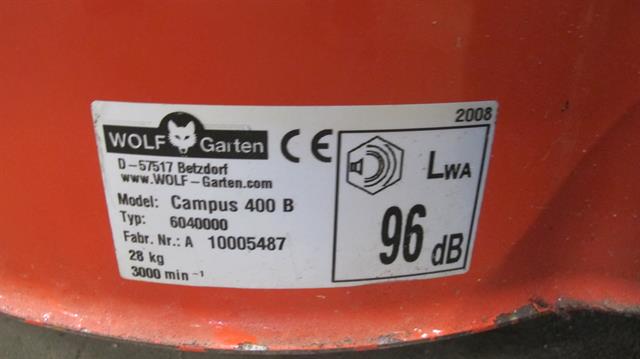 2008
WOLF Garten CE
D-57517 Betzdorf
www.WOLF-Garten.com
Model: Campus 400 B
Typ: 6040000
Fabr. Nr.: A 10005487
28 kg
3000 min⁻¹
LWA
96 dB